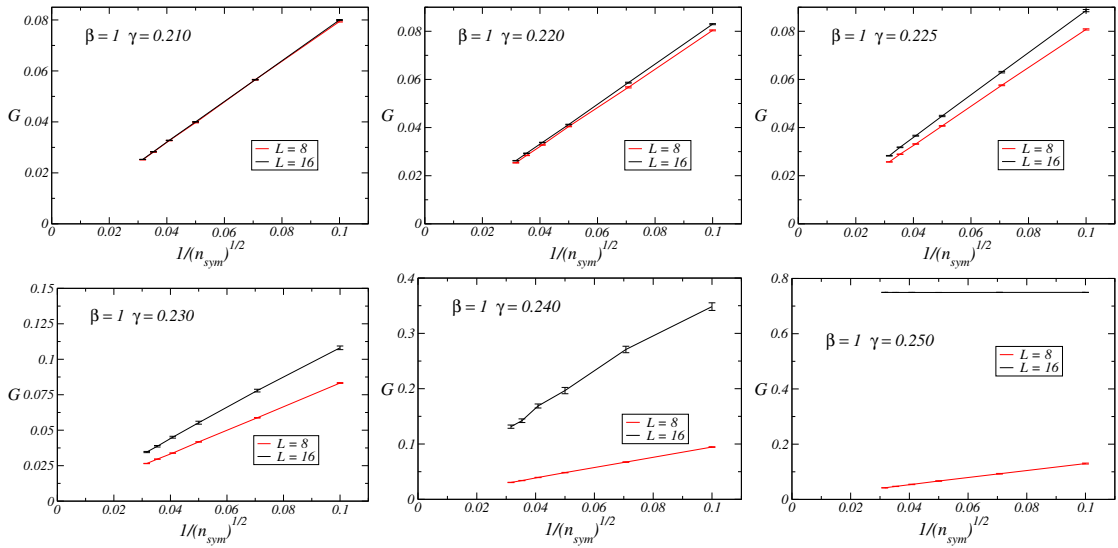 β = 1 γ = 0.210
G
0.08
0.06
0.04
0.02
0
L = 8
L = 16
0 0.02 0.04 0.06 0.08 0.1
1/(n_sym)^1/2
β = 1 γ = 0.220
G
0.08
0.06
0.04
0.02
0
L = 8
L = 16
0 0.02 0.04 0.06 0.08 0.1
1/(n_sym)^1/2
β = 1 γ = 0.225
G
0.08
0.06
0.04
0.02
0
L = 8
L = 16
0 0.02 0.04 0.06 0.08 0.1
1/(n_sym)^1/2
β = 1 γ = 0.230
G
0.15
0.125
0.1
0.075
0.05
0.025
0
L = 8
L = 16
0 0.02 0.04 0.06 0.08 0.1
1/(n_sym)^1/2
β = 1 γ = 0.240
G
0.4
0.3
0.2
0.1
0
L = 8
L = 16
0 0.02 0.04 0.06 0.08 0.1
1/(n_sym)^1/2
β = 1 γ = 0.250
G
0.8
0.6
0.4
0.2
0
L = 8
L = 16
0 0.02 0.04 0.06 0.08 0.1
1/(n_sym)^1/2